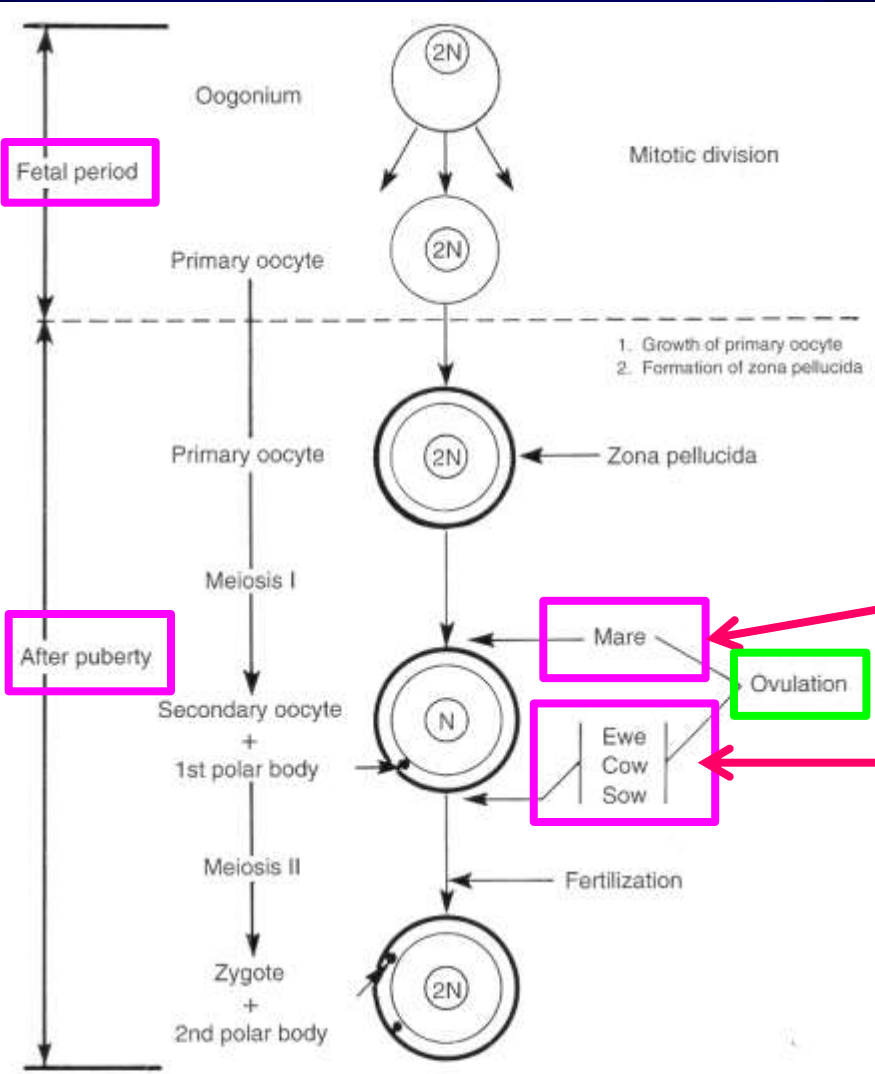 2N
Oogonium
Fetal period
Mitotic division
2N
Primary oocyte
1. Growth of primary oocyte
2. Formation of zona pellucida
Primary oocyte
2N
Zona pellucida
Meiosis I
Mare
After puberty
Ovulation
Secondary oocyte
+
1st polar body
N
Ewe
Cow
Sow
Meiosis II
Fertilization
Zygote
+
2nd polar body
2N